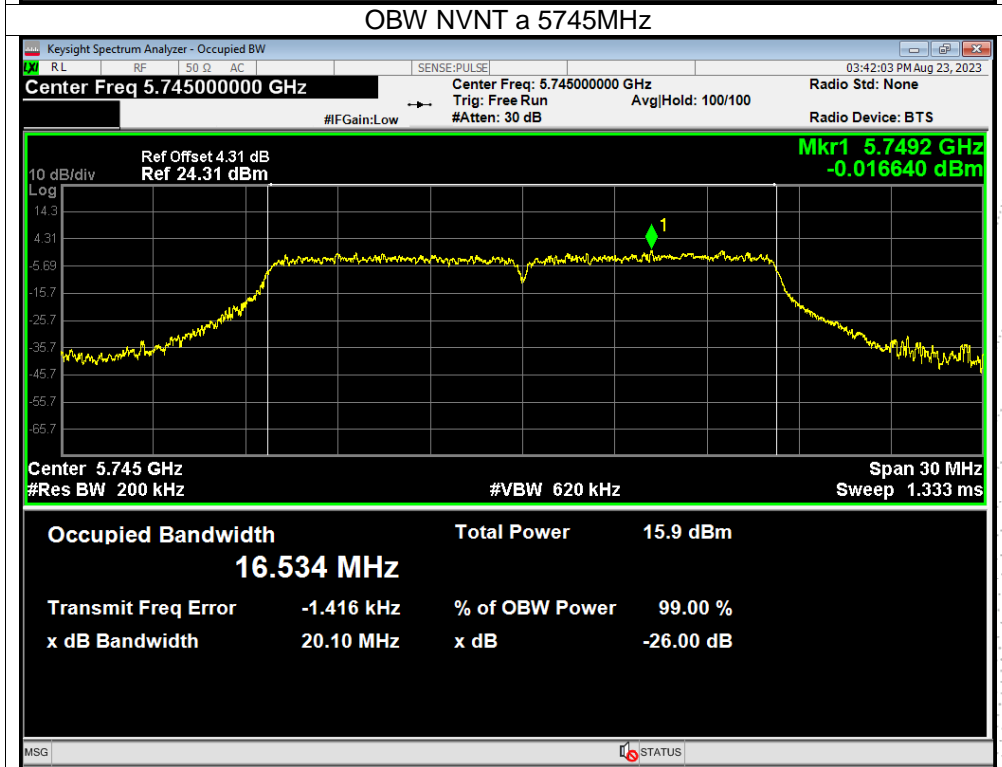 OBW NVNT a 5745MHz
Keysight Spectrum Analyzer - Occupied BW
LXI RL RF 50 Ω AC SENSE:PULSE 03:42:03 PM Aug 23, 2023
Center Freq 5.745000000 GHz Center Freq: 5.745000000 GHz Radio Std: None
Trig: Free Run Avg|Hold: 100/100
#IFGain:Low #Atten: 30 dB Radio Device: BTS
Mkr1 5.7492 GHz
-0.016640 dBm
Ref Offset 4.31 dB
10 dB/div Ref 24.31 dBm
Log
14.3
4.31
-5.69
-15.7
-25.7
-35.7
-45.7
-55.7
-65.7
1
Center 5.745 GHz Span 30 MHz
#Res BW 200 kHz #VBW 620 kHz Sweep 1.333 ms
Occupied Bandwidth Total Power 15.9 dBm
16.534 MHz
Transmit Freq Error -1.416 kHz % of OBW Power 99.00 %
x dB Bandwidth 20.10 MHz x dB -26.00 dB
MSG STATUS